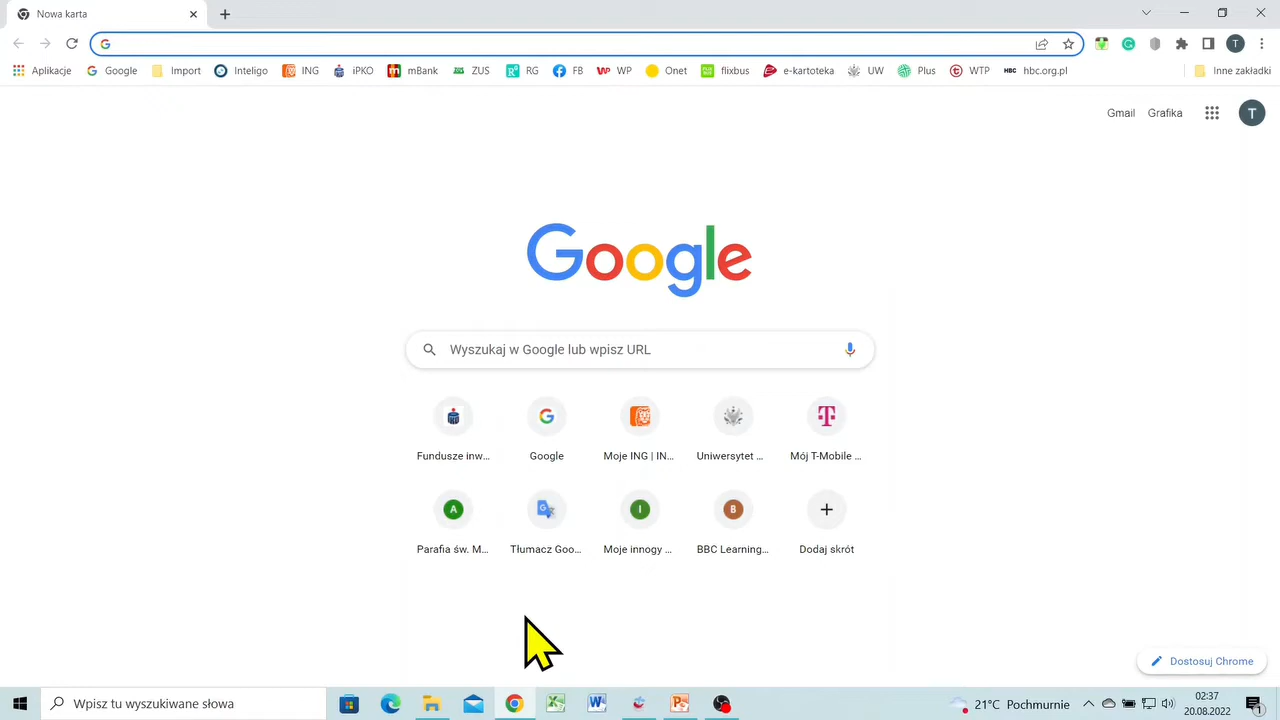 Nowa karta
Aplikacje Google Import Inteligo ING iPKO mBank ZUS RG FB WP Onet flixbus e-kartoteka UW Plus WTP HBC hbc.org.pl Inne zakładki
Gmail Grafika T
Google
Wyszukaj w Google lub wpisz URL
Fundusze inw... Google Moje ING | IN... Uniwersytet ... Mój T-Mobile ...
Parafia św. M... Tłumacz Goo... Moje innogy ... BBC Learning... Dodaj skrót
Dostosuj Chrome
Wpisz tu wyszukiwane słowa
21°C Pochmurnie
02:37
20.08.2022